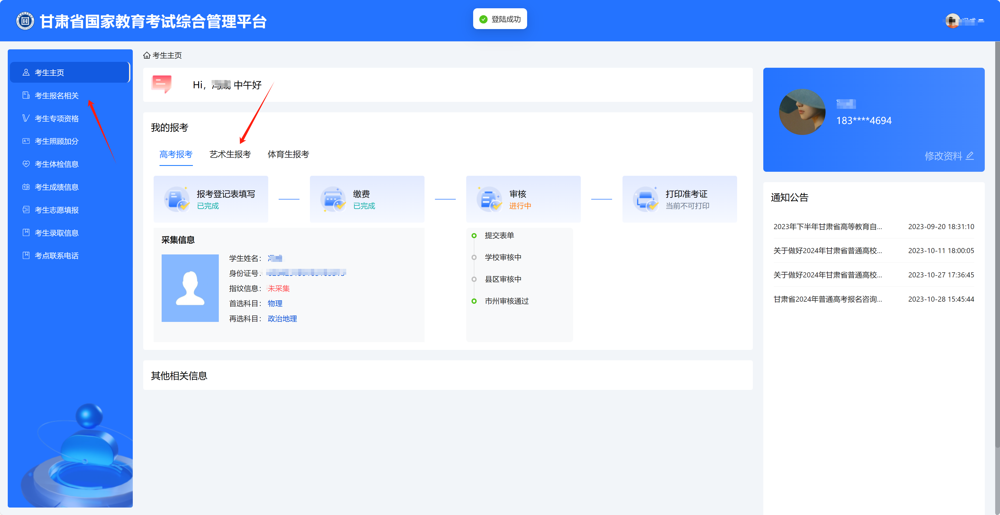 甘肃省国家教育考试综合管理平台
登陆成功
考生主页
考生报名相关
考生专项资格
考生照顾加分
考生体检信息
考生成绩信息
考生志愿填报
考生录取信息
考点联系电话
考生主页
Hi，
中午好
我的报考
高考报考
艺术生报考
体育生报考
报考登记表填写
已完成
缴费
已完成
审核
进行中
打印准考证
当前不可打印
采集信息
学生姓名：
身份证号：
指纹信息： 未采集
首选科目： 物理
再选科目： 政治地理
提交表单
学校审核中
县区审核中
市州审核通过
其他相关信息
183****4694
修改资料
通知公告
2023年下半年甘肃省高等教育自... 2023-09-20 18:31:10
关于做好2024年甘肃省普通高校... 2023-10-11 18:00:05
关于做好2024年甘肃省普通高校... 2023-10-27 17:36:45
甘肃省2024年普通高考报名咨询... 2023-10-28 15:45:44